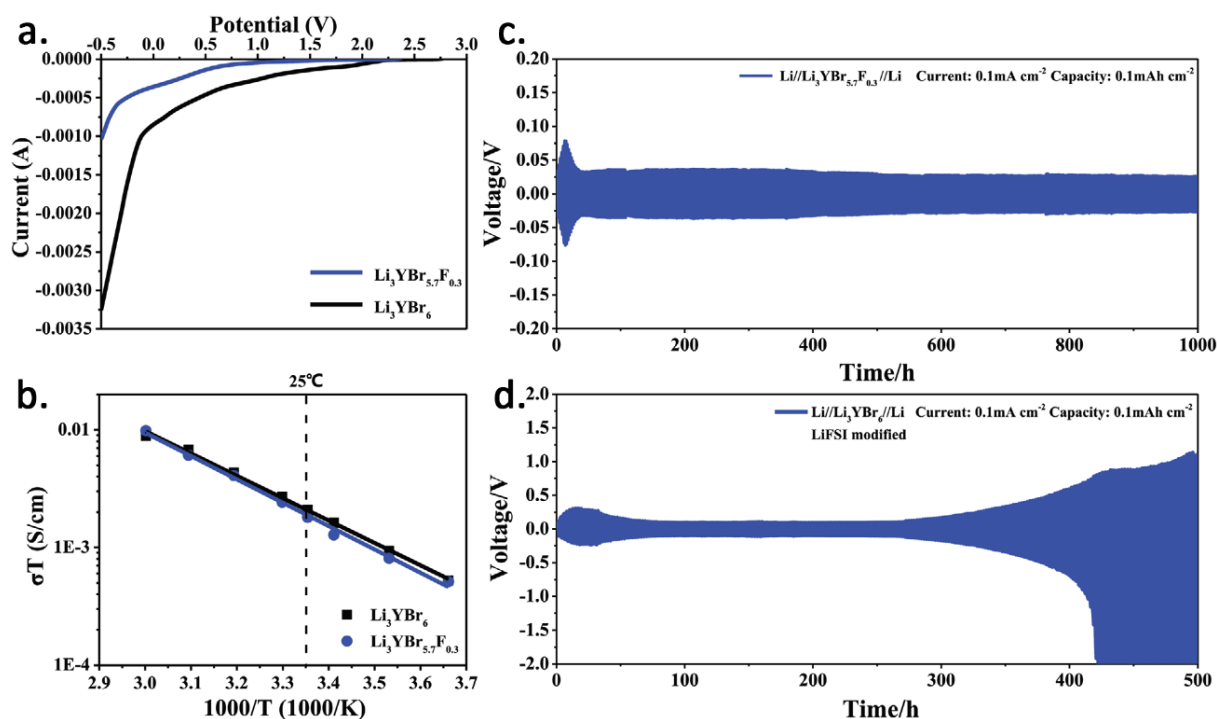 a.
Potential (V)
-0.5 0.0 0.5 1.0 1.5 2.0 2.5 3.0
0.0000
-0.0005
-0.0010
-0.0015
-0.0020
-0.0025
-0.0030
-0.0035
Current (A)
Li₃YBr₅.₇F₀.₃
Li₃YBr₆
b.
25℃
0.01
1E-3
1E-4
σT (S/cm)
Li₃YBr₆
Li₃YBr₅.₇F₀.₃
2.9 3.0 3.1 3.2 3.3 3.4 3.5 3.6 3.7
1000/T (1000/K)
c.
0.20
0.15
0.10
0.05
0.00
-0.05
-0.10
-0.15
-0.20
Voltage/V
Li//Li₃YBr₅.₇F₀.₃//Li Current: 0.1mA cm⁻² Capacity: 0.1mAh cm⁻²
0 200 400 600 800 1000
Time/h
d.
2.0
1.5
1.0
0.5
0.0
-0.5
-1.0
-1.5
-2.0
Voltage/V
Li//Li₃YBr₆//Li Current: 0.1mA cm⁻² Capacity: 0.1mAh cm⁻²
LiFSI modified
0 100 200 300 400 500
Time/h